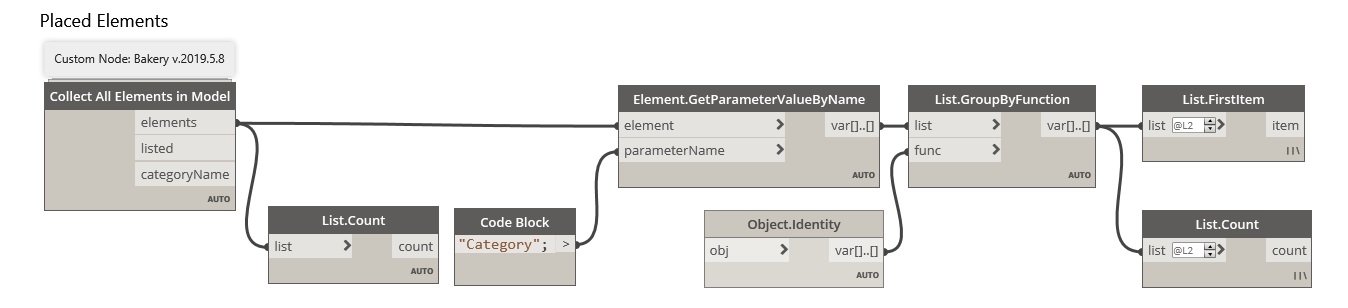 Placed Elements
Custom Node: Bakery v.2019.5.8
Collect All Elements in Model
elements
listed
categoryName
AUTO
List.Count
list > count
AUTO
Code Block
"Category"; >
Element.GetParameterValueByName
element > var[]..[]
parameterName >
AUTO
Object.Identity
obj > var[]..[]
AUTO
List.GroupByFunction
list > var[]..[]
func >
AUTO
List.FirstItem
list @L2 > item
List.Count
list @L2 > count